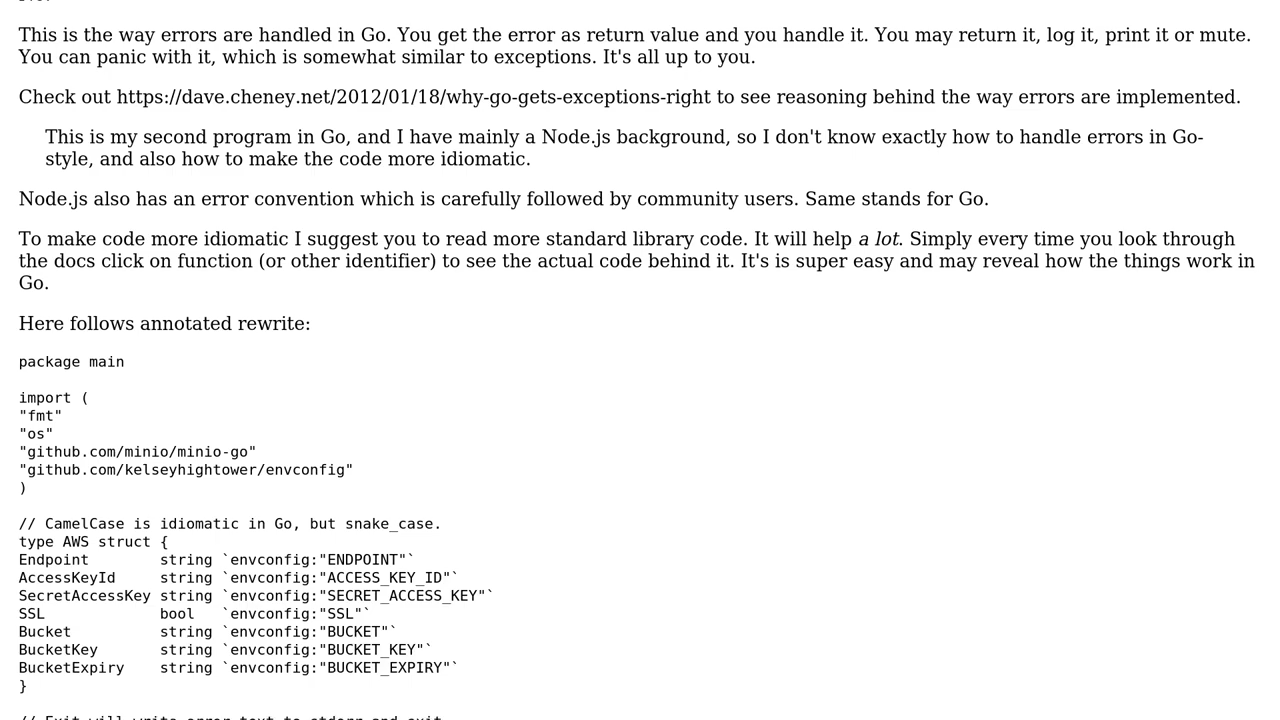 This is the way errors are handled in Go. You get the error as return value and you handle it. You may return it, log it, print it or mute.
You can panic with it, which is somewhat similar to exceptions. It's all up to you.
Check out https://dave.cheney.net/2012/01/18/why-go-gets-exceptions-right to see reasoning behind the way errors are implemented.
This is my second program in Go, and I have mainly a Node.js background, so I don't know exactly how to handle errors in Go-
style, and also how to make the code more idiomatic.
Node.js also has an error convention which is carefully followed by community users. Same stands for Go.
To make code more idiomatic I suggest you to read more standard library code. It will help a lot. Simply every time you look through
the docs click on function (or other identifier) to see the actual code behind it. It's is super easy and may reveal how the things work in
Go.
Here follows annotated rewrite:
package main
import (
"fmt"
"os"
"github.com/minio/minio-go"
"github.com/kelseyhightower/envconfig"
)
// CamelCase is idiomatic in Go, but snake_case.
type AWS struct {
Endpoint        string `envconfig:"ENDPOINT"`
AccessKeyId     string `envconfig:"ACCESS_KEY_ID"`
SecretAccessKey string `envconfig:"SECRET_ACCESS_KEY"`
SSL             bool   `envconfig:"SSL"`
Bucket          string `envconfig:"BUCKET"`
BucketKey       string `envconfig:"BUCKET_KEY"`
BucketExpiry    string `envconfig:"BUCKET_EXPIRY"`
}
// Exit will write error text to stderr and exit